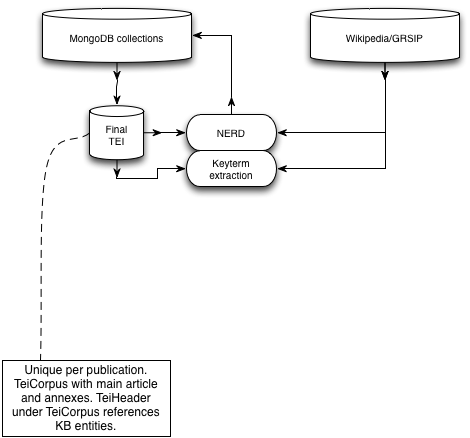 MongoDB collections
Wikipedia/GRSIP
Final
TEI
NERD
Keyterm
extraction
Unique per publication.
TeiCorpus with main article
and annexes. TeiHeader
under TeiCorpus references
KB entities.